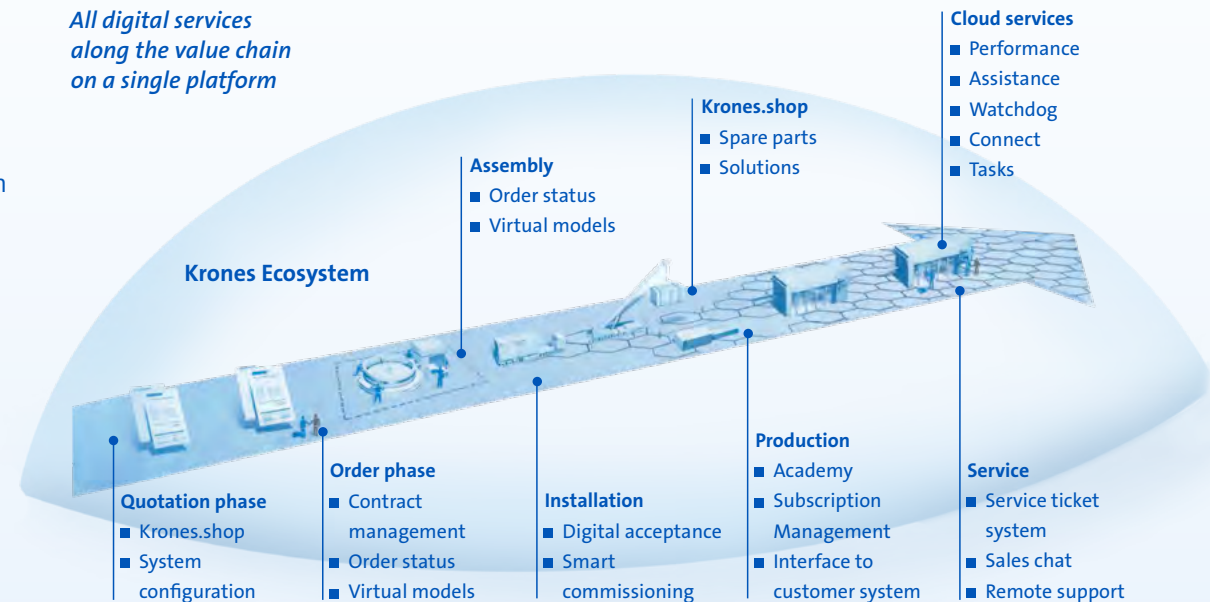 All digital services
along the value chain
on a single platform
Cloud services
■ Performance
■ Assistance
■ Watchdog
■ Connect
■ Tasks
Krones.shop
■ Spare parts
■ Solutions
Assembly
■ Order status
■ Virtual models
Krones Ecosystem
Quotation phase
■ Krones.shop
■ System
configuration
Order phase
■ Contract
management
■ Order status
■ Virtual models
Installation
■ Digital acceptance
■ Smart
commissioning
Production
■ Academy
■ Subscription
Management
■ Interface to
customer system
Service
■ Service ticket
system
■ Sales chat
■ Remote support